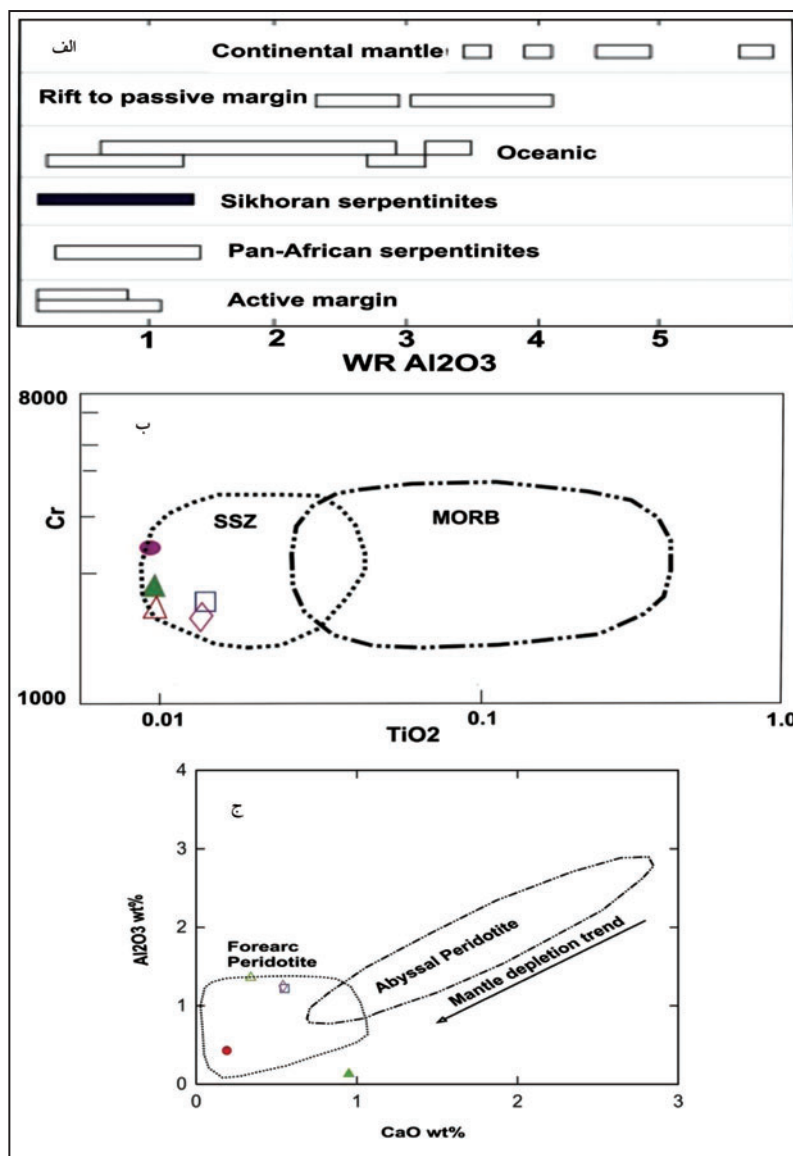 الف
Continental mantle
Rift to passive margin
Oceanic
Sikhoran serpentinites
Pan-African serpentinites
Active margin
1 2 3 4 5
WR Al2O3
8000
ب
SSZ MORB
Cr
1000
0.01 0.1 1.0
TiO2
4
ج
3
Al2O3 wt%
2
Forearc
Peridotite
Abyssal Peridotite
Mantle depletion trend
1
0
0 1 2 3
CaO wt%